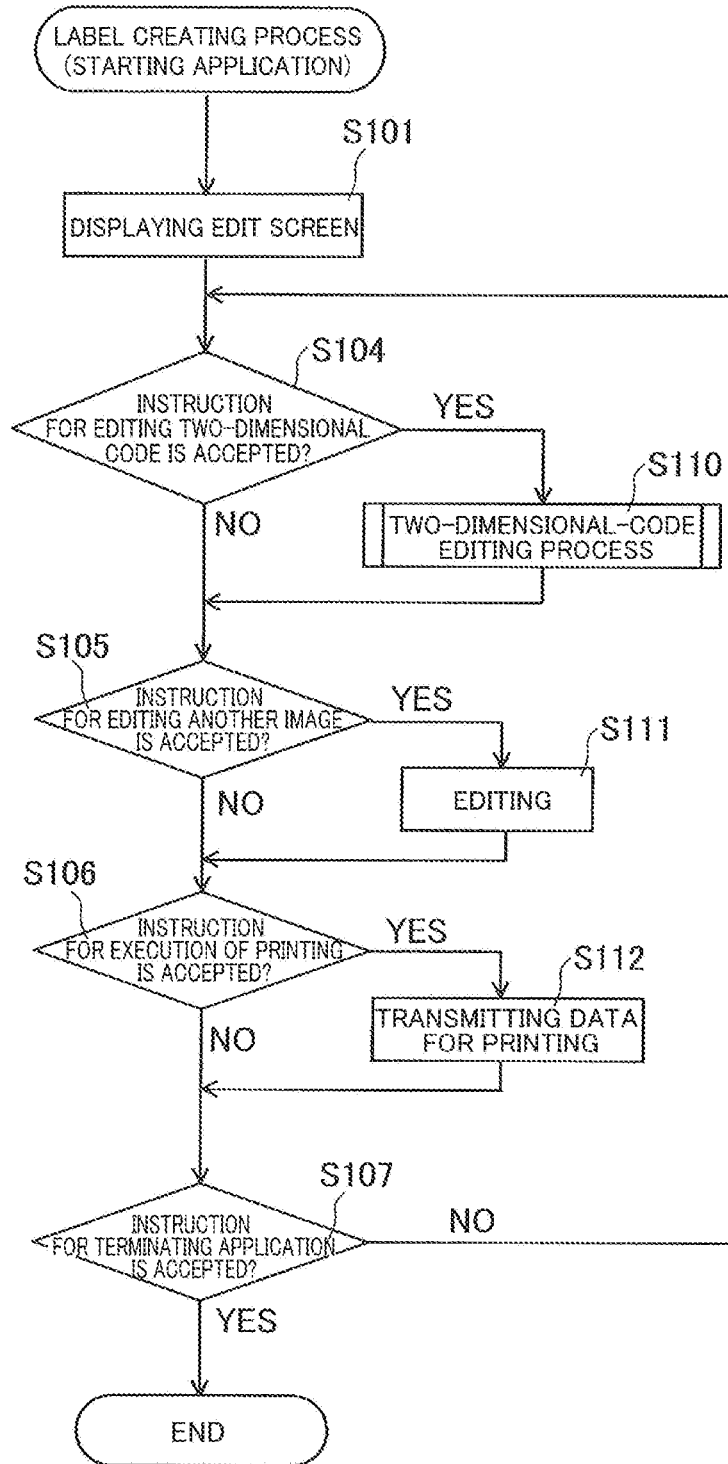 LABEL CREATING PROCESS
(STARTING APPLICATION)
S101
DISPLAYING EDIT SCREEN
S104
INSTRUCTION
FOR EDITING TWO-DIMENSIONAL
CODE IS ACCEPTED?
YES
NO
S110
TWO-DIMENSIONAL-CODE
EDITING PROCESS
S105
INSTRUCTION
FOR EDITING ANOTHER IMAGE
IS ACCEPTED?
YES
NO
S111
EDITING
S106
INSTRUCTION
FOR EXECUTION OF PRINTING
IS ACCEPTED?
YES
NO
S112
TRANSMITTING DATA
FOR PRINTING
S107
INSTRUCTION
FOR TERMINATING APPLICATION
IS ACCEPTED?
NO
YES
END